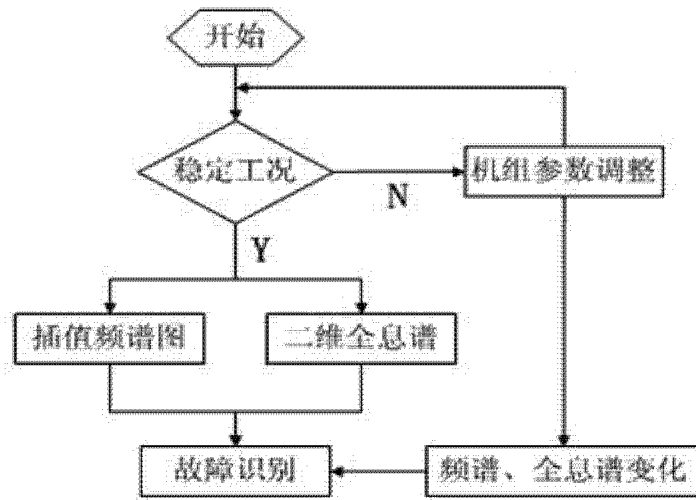 开始
稳定工况
N
机组参数调整
Y
插值频谱图
二维全息谱
故障识别
频谱、全息谱变化